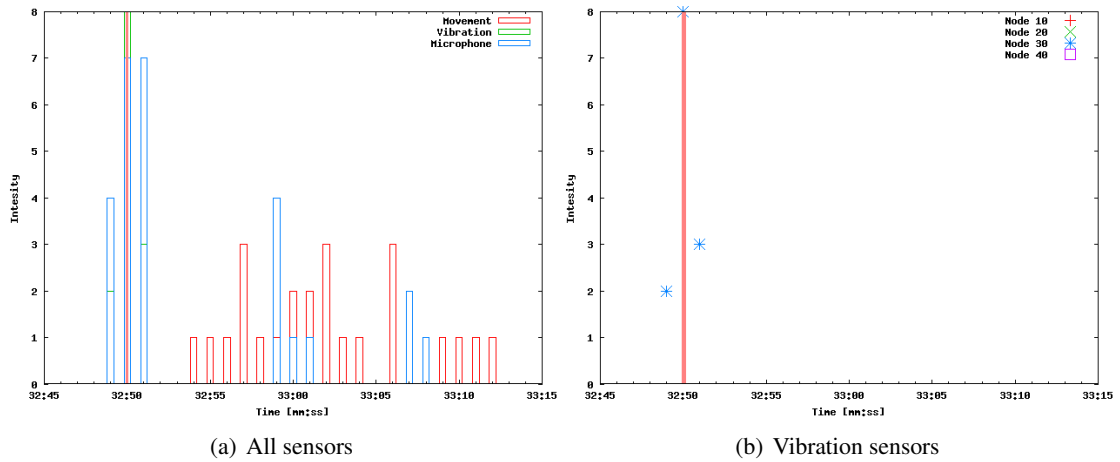 Movement
Vibration
Microphone
8
7
6
5
4
3
2
1
0
Intesity
32:45 32:50 32:55 33:00 33:05 33:10 33:15
Time [mm:ss]
(a) All sensors
Node 10
Node 20
Node 30
Node 40
8
7
6
5
4
3
2
1
0
Intesity
32:45 32:50 32:55 33:00 33:05 33:10 33:15
Time [mm:ss]
(b) Vibration sensors